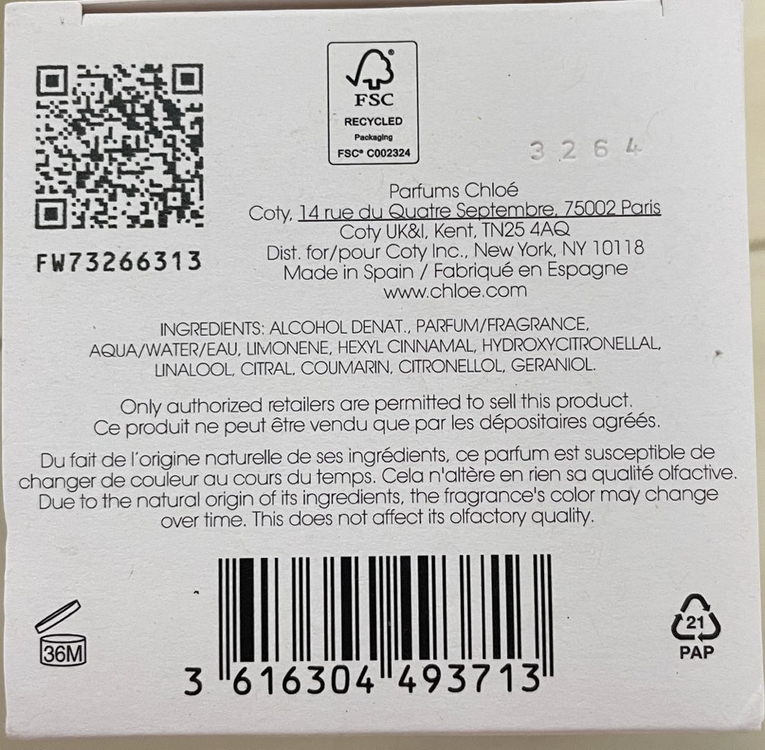 FSC®
RECYCLED
Packaging
FSC® C002324
3264
FW73266313
Parfums Chloé
Coty, 14 rue du Quatre Septembre, 75002 Paris
Coty UK&I, Kent, TN25 4AQ
Dist. for/pour Coty Inc., New York, NY 10118
Made in Spain / Fabriqué en Espagne
www.chloe.com
INGREDIENTS: ALCOHOL DENAT., PARFUM/FRAGRANCE,
AQUA/WATER/EAU, LIMONENE, HEXYL CINNAMAL, HYDROXYCITRONELLAL,
LINALOOL, CITRAL, COUMARIN, CITRONELLOL, GERANIOL.
Only authorized retailers are permitted to sell this product.
Ce produit ne peut être vendu que par les dépositaires agréés.
Du fait de l'origine naturelle de ses ingrédients, ce parfum est susceptible de
changer de couleur au cours du temps. Cela n'altère en rien sa qualité olfactive.
Due to the natural origin of its ingredients, the fragrance's color may change
over time. This does not affect its olfactory quality.
36M
3 616304 493713
21
PAP